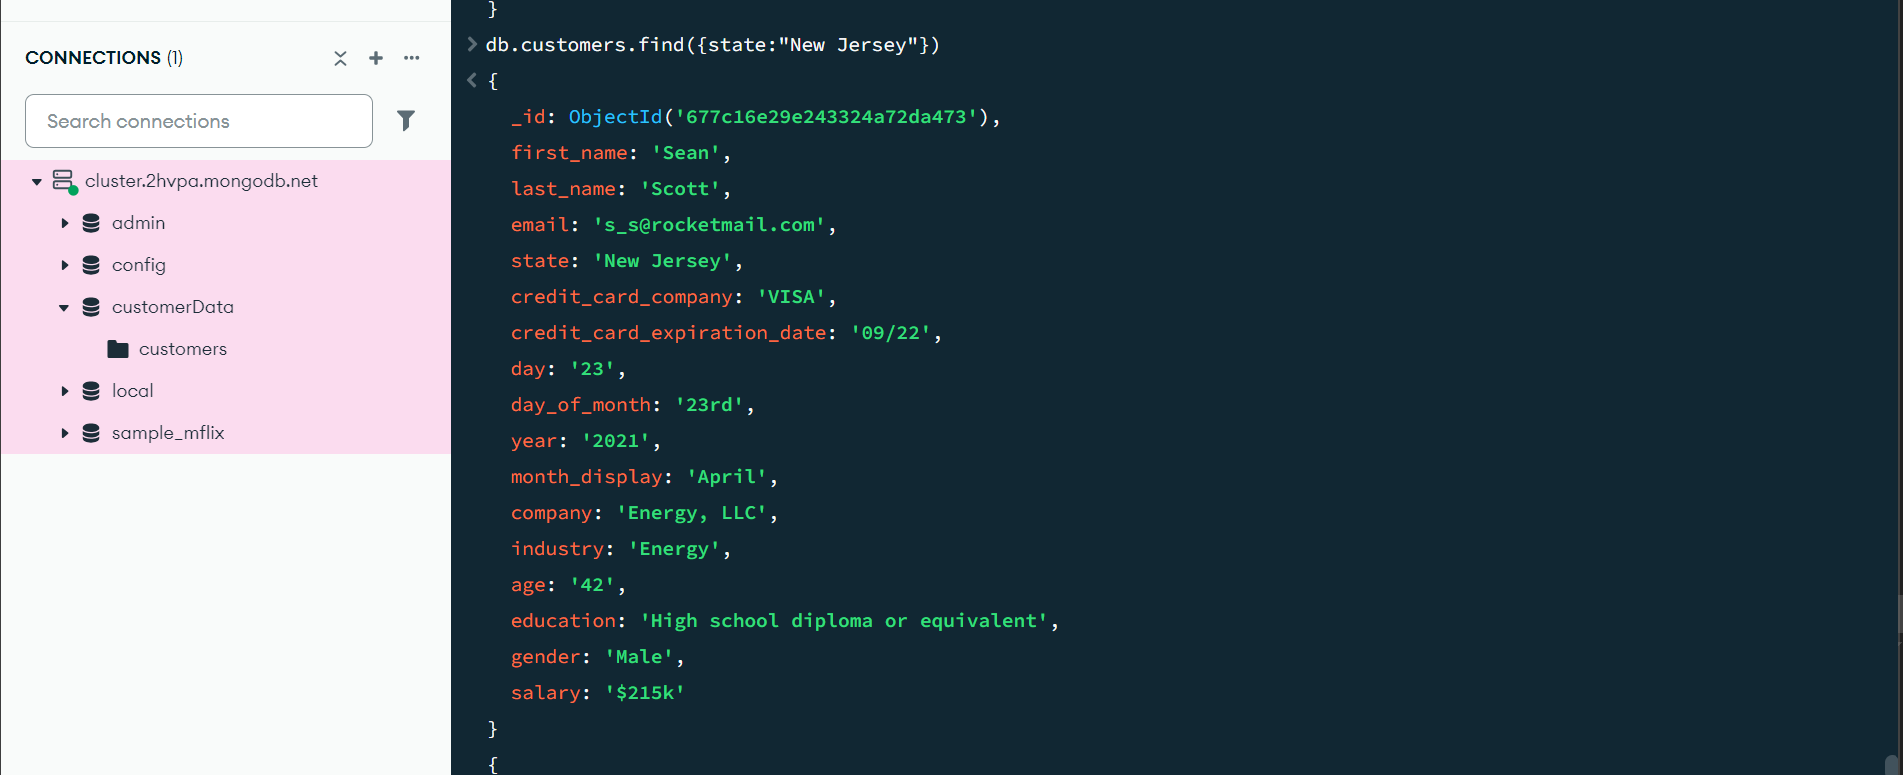 CONNECTIONS (1)
Search connections
cluster.2hvpa.mongodb.net
admin
config
customerData
customers
local
sample_mflix
}
db.customers.find({state:"New Jersey"})
{
_id: ObjectId('677c16e29e243324a72da473'),
first_name: 'Sean',
last_name: 'Scott',
email: 's_s@rocketmail.com',
state: 'New Jersey',
credit_card_company: 'VISA',
credit_card_expiration_date: '09/22',
day: '23',
day_of_month: '23rd',
year: '2021',
month_display: 'April',
company: 'Energy, LLC',
industry: 'Energy',
age: '42',
education: 'High school diploma or equivalent',
gender: 'Male',
salary: '$215k'
}
{